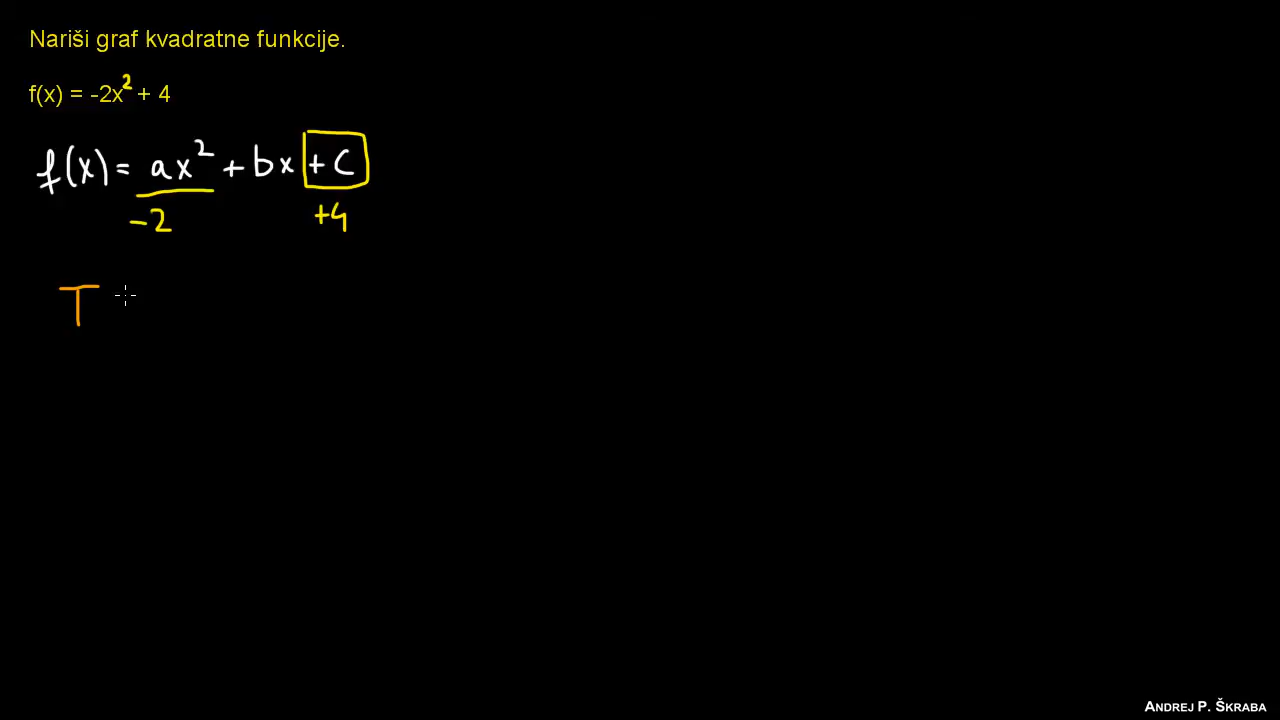 Nariši graf kvadratne funkcije.
f(x) = -2x² + 4
f(x) = ax² + bx + c
-2 +4
T
ANDREJ P. ŠKRABA